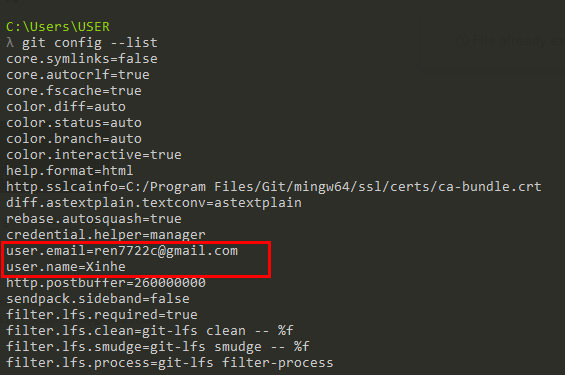 C:\Users\USER
λ git config --list
core.symlinks=false
core.autocrlf=true
core.fscache=true
color.diff=auto
color.status=auto
color.branch=auto
color.interactive=true
help.format=html
http.sslcainfo=C:/Program Files/Git/mingw64/ssl/certs/ca-bundle.crt
diff.astextplain.textconv=astextplain
rebase.autosquash=true
credential.helper=manager
user.email=ren7722c@gmail.com
user.name=Xinhe
http.postbuffer=260000000
sendpack.sideband=false
filter.lfs.required=true
filter.lfs.clean=git-lfs clean -- %f
filter.lfs.smudge=git-lfs smudge -- %f
filter.lfs.process=git-lfs filter-process